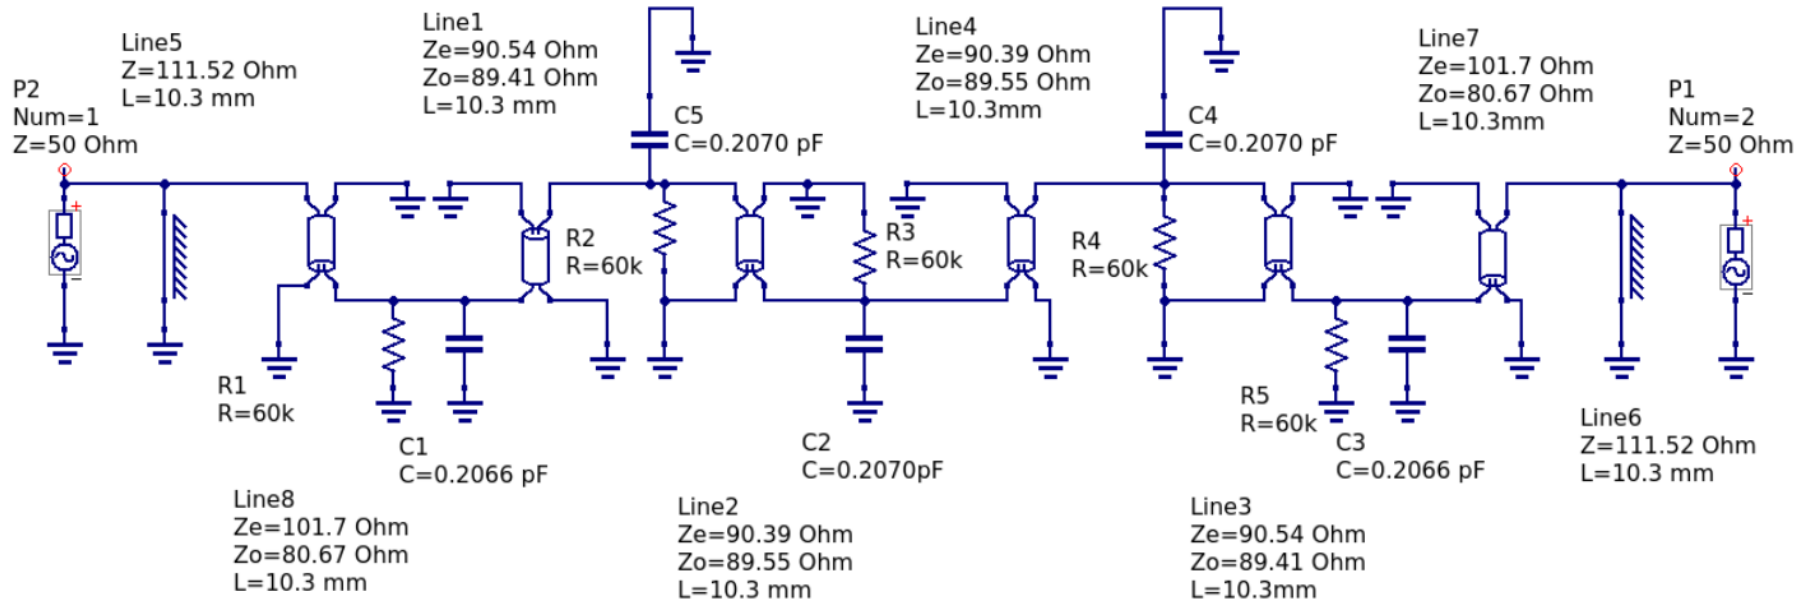 P2
Num=1
Z=50 Ohm
Line5
Z=111.52 Ohm
L=10.3 mm
Line1
Ze=90.54 Ohm
Zo=89.41 Ohm
L=10.3 mm
C5
C=0.2070 pF
Line4
Ze=90.39 Ohm
Zo=89.55 Ohm
L=10.3mm
C4
C=0.2070 pF
Line7
Ze=101.7 Ohm
Zo=80.67 Ohm
L=10.3mm
P1
Num=2
Z=50 Ohm
R2
R=60k
R3
R=60k
R4
R=60k
R1
R=60k
C1
C=0.2066 pF
C2
C=0.2070pF
R5
R=60k
C3
C=0.2066 pF
Line6
Z=111.52 Ohm
L=10.3 mm
Line8
Ze=101.7 Ohm
Zo=80.67 Ohm
L=10.3 mm
Line2
Ze=90.39 Ohm
Zo=89.55 Ohm
L=10.3 mm
Line3
Ze=90.54 Ohm
Zo=89.41 Ohm
L=10.3mm